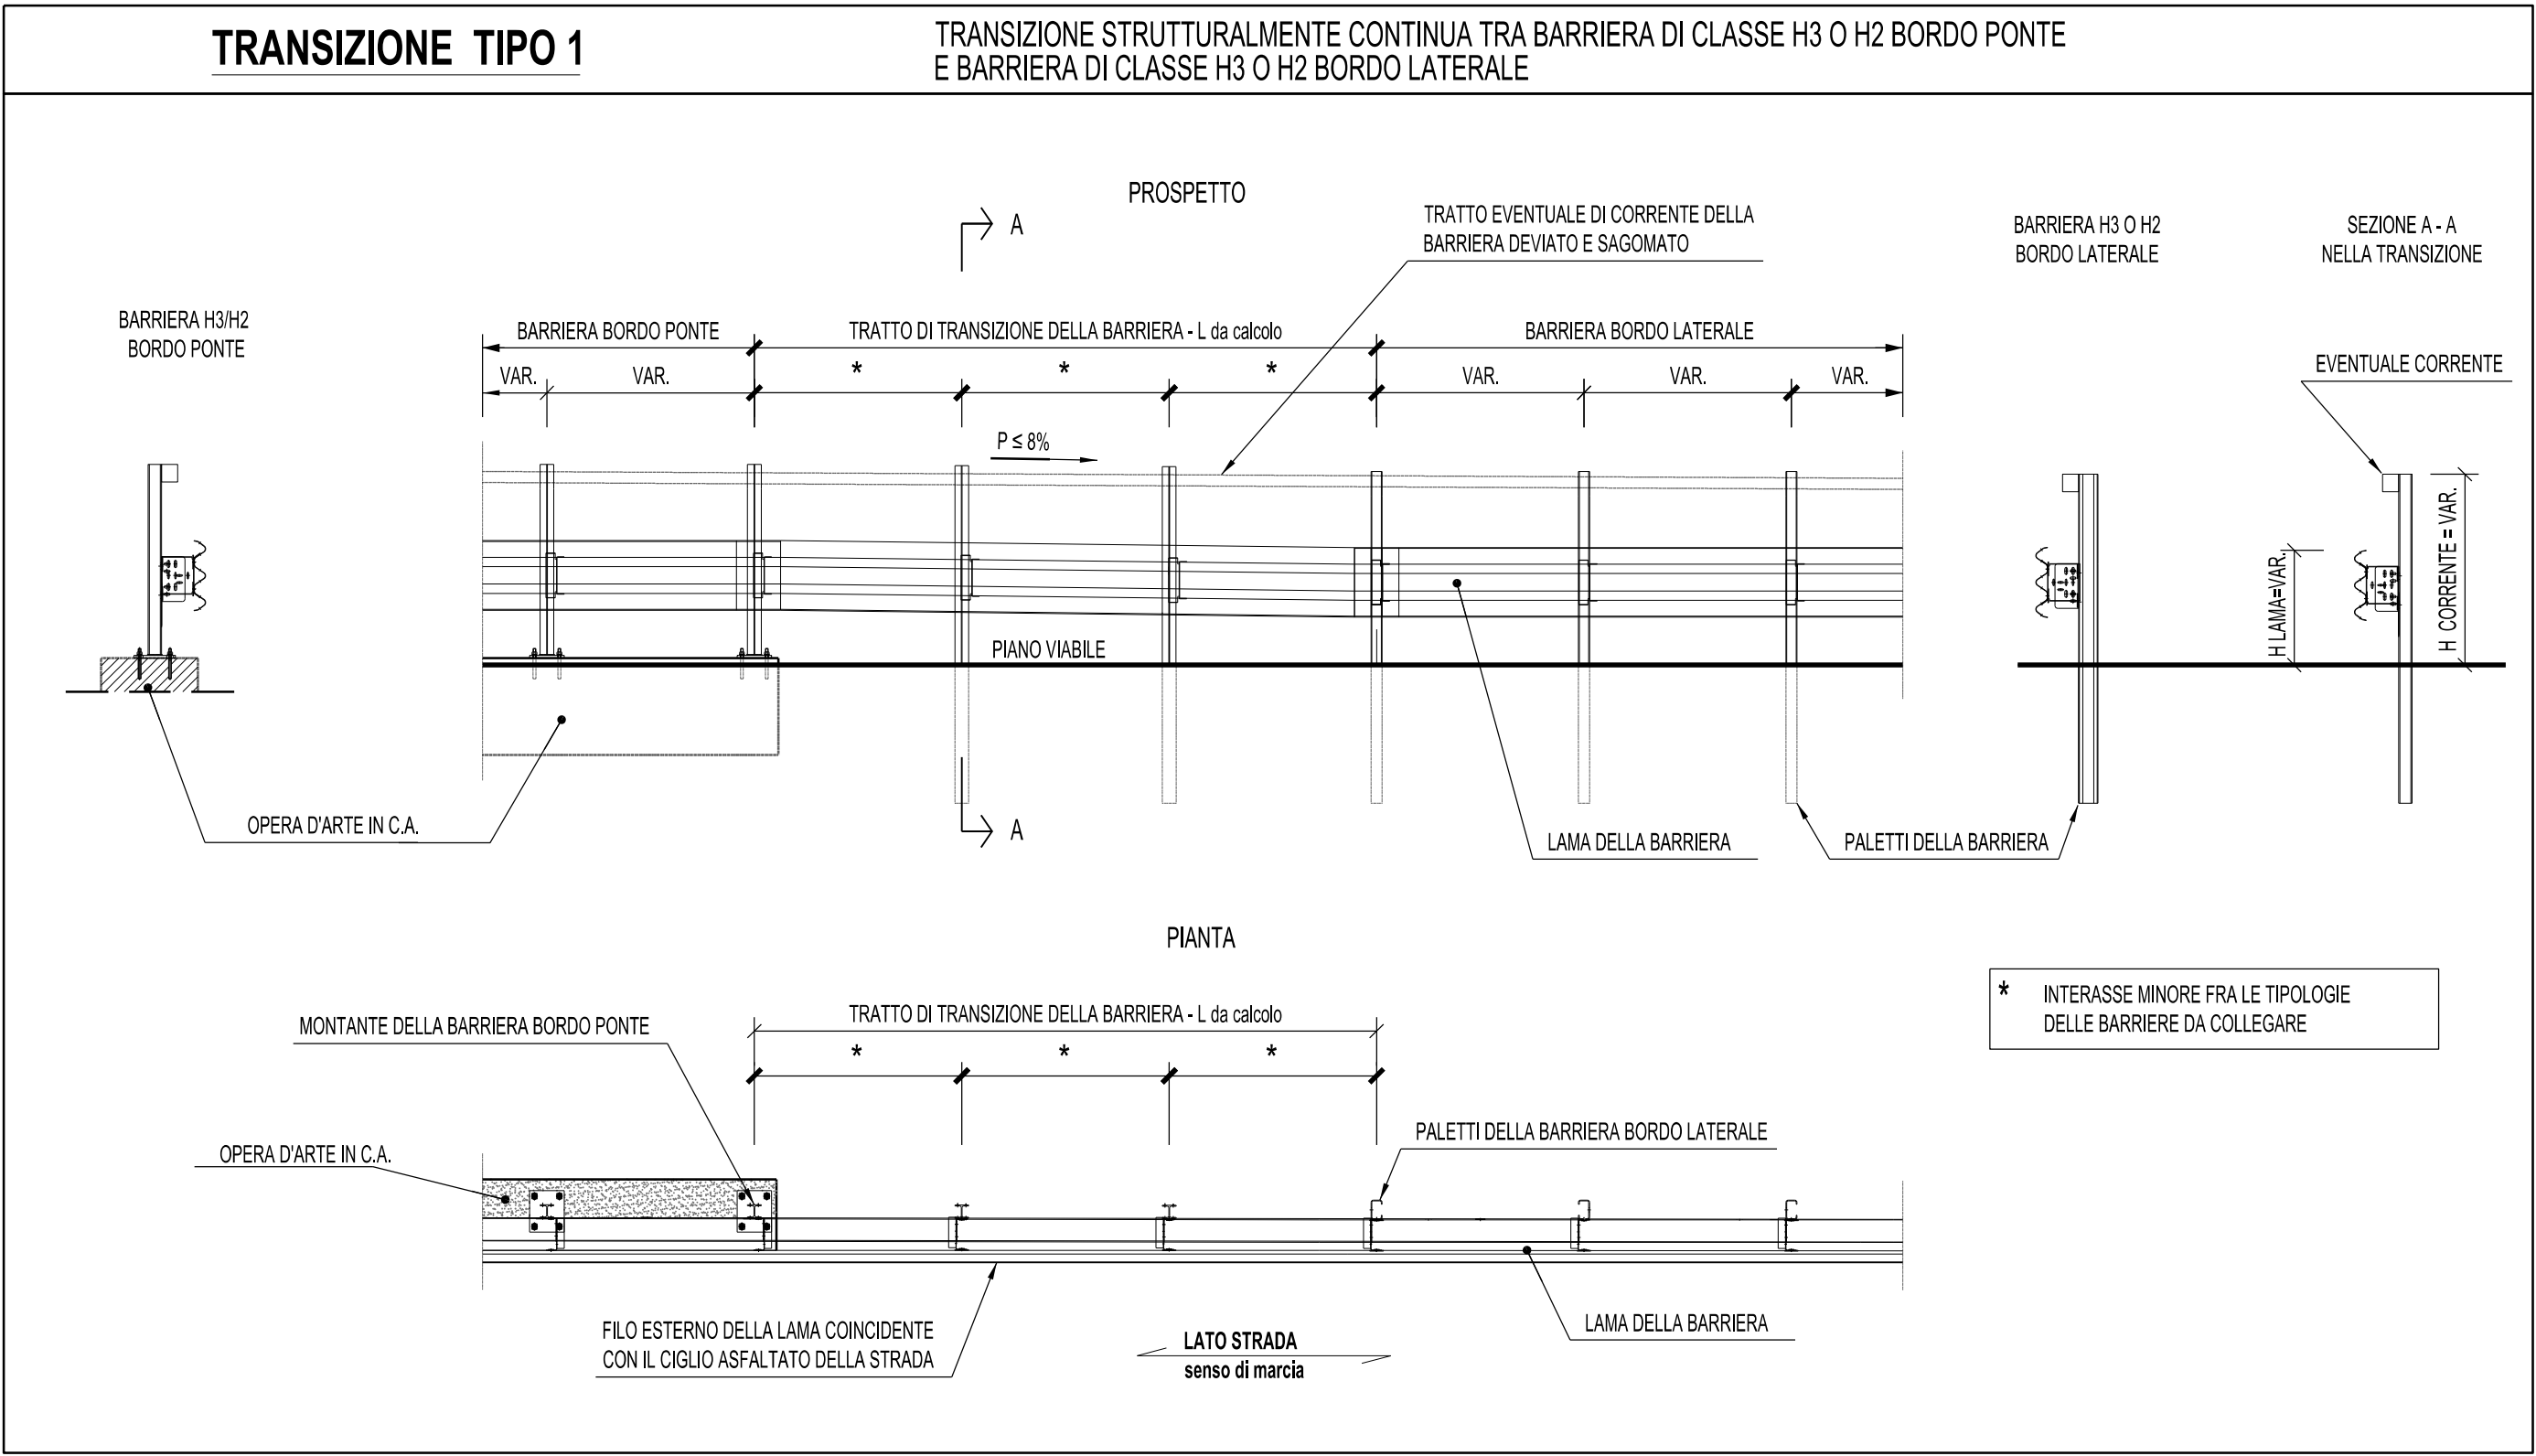 TRANSIZIONE TIPO 1
TRANSIZIONE STRUTTURALMENTE CONTINUA TRA BARRIERA DI CLASSE H3 O H2 BORDO PONTE
E BARRIERA DI CLASSE H3 O H2 BORDO LATERALE
PROSPETTO
A
TRATTO EVENTUALE DI CORRENTE DELLA
BARRIERA DEVIATO E SAGOMATO
BARRIERA H3 O H2
BORDO LATERALE
SEZIONE A - A
NELLA TRANSIZIONE
BARRIERA H3/H2
BORDO PONTE
BARRIERA BORDO PONTE
TRATTO DI TRANSIZIONE DELLA BARRIERA - L da calcolo
BARRIERA BORDO LATERALE
EVENTUALE CORRENTE
VAR.
VAR.
*
*
*
VAR.
VAR.
VAR.
P ≤ 8%
H LAMA=VAR.
H CORRENTE = VAR.
PIANO VIABILE
OPERA D'ARTE IN C.A.
A
LAMA DELLA BARRIERA
PALETTI DELLA BARRIERA
PIANTA
* INTERASSE MINORE FRA LE TIPOLOGIE
DELLE BARRIERE DA COLLEGARE
MONTANTE DELLA BARRIERA BORDO PONTE
TRATTO DI TRANSIZIONE DELLA BARRIERA - L da calcolo
*
*
*
OPERA D'ARTE IN C.A.
PALETTI DELLA BARRIERA BORDO LATERALE
FILO ESTERNO DELLA LAMA COINCIDENTE
CON IL CIGLIO ASFALTATO DELLA STRADA
LATO STRADA
senso di marcia
LAMA DELLA BARRIERA